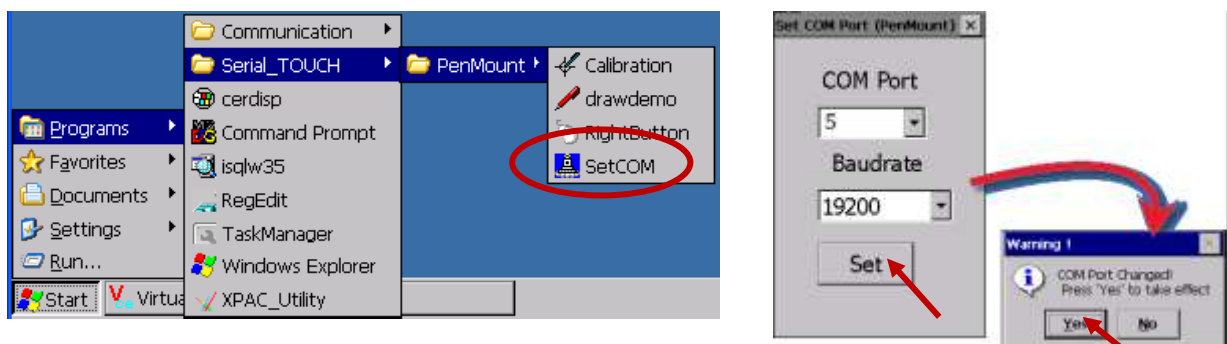 Communication
Serial_TOUCH
cerdisp
Command Prompt
isqlw35
RegEdit
TaskManager
Windows Explorer
XPAC_Utility
PenMount
Calibration
drawdemo
RightButton
SetCOM
Programs
Favorites
Documents
Settings
Run...
Start
Virtua
Set COM Port (PenMount)
COM Port
5
Baudrate
19200
Set
Warning !
COM Port Changed!
Press 'Yes' to take effect
Yes
No